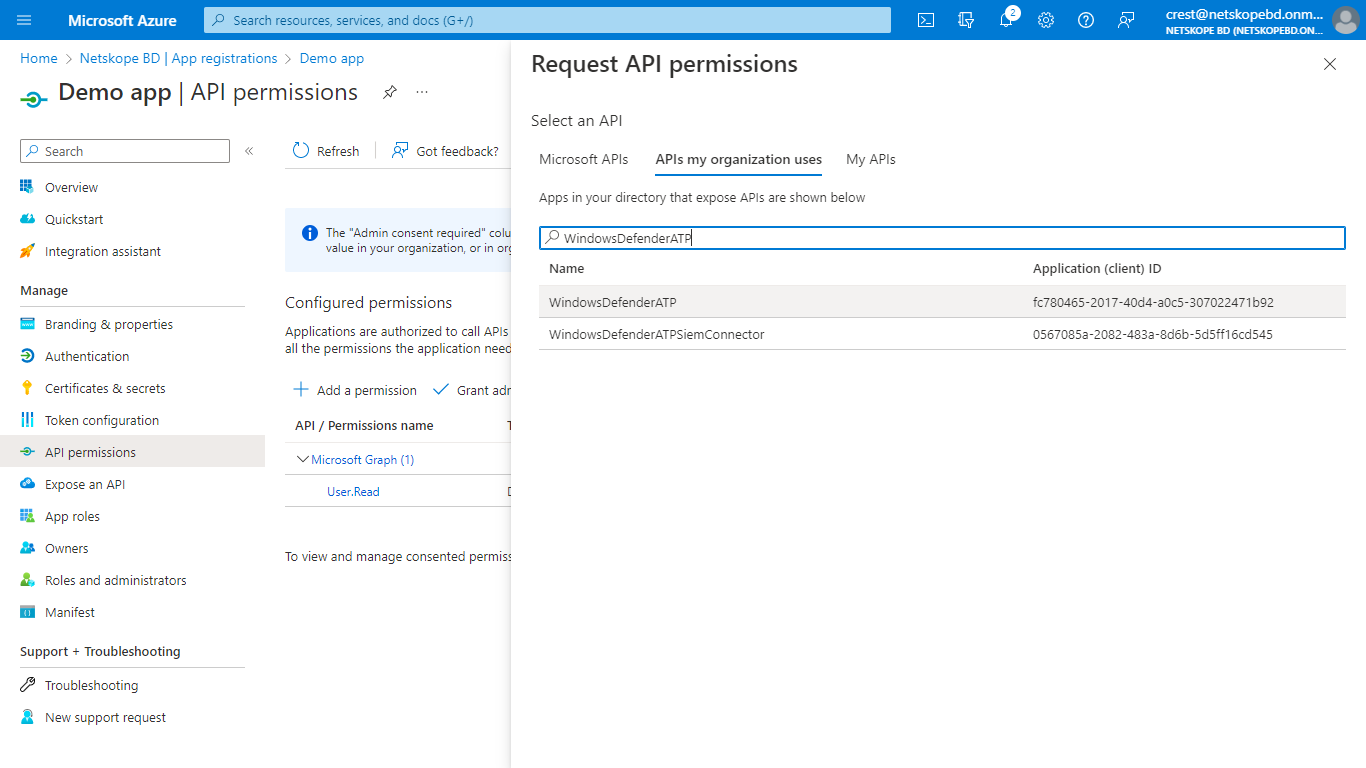 Microsoft Azure
Search resources, services, and docs (G+/)
2
crest@netskopebd.onm...
NETSKOPE BD (NETSKOPEBD.ON...
Home > Netskope BD | App registrations > Demo app
Demo app | API permissions
...
Search
«
Overview
Quickstart
Integration assistant
Manage
Branding & properties
Authentication
Certificates & secrets
Token configuration
API permissions
Expose an API
App roles
Owners
Roles and administrators
Manifest
Support + Troubleshooting
Troubleshooting
New support request
Refresh
Got feedback?
The "Admin consent required" colu
value in your organization, or in org
Configured permissions
Applications are authorized to call APIs
all the permissions the application need
Add a permission
Grant adr
API / Permissions name
Microsoft Graph (1)
User.Read
To view and manage consented permiss
Request API permissions
Select an API
Microsoft APIs
APIs my organization uses
My APIs
Apps in your directory that expose APIs are shown below
WindowsDefenderATP
Name
Application (client) ID
WindowsDefenderATP
fc780465-2017-40d4-a0c5-307022471b92
WindowsDefenderATPSiemConnector
0567085a-2082-483a-8d6b-5d5ff16cd545